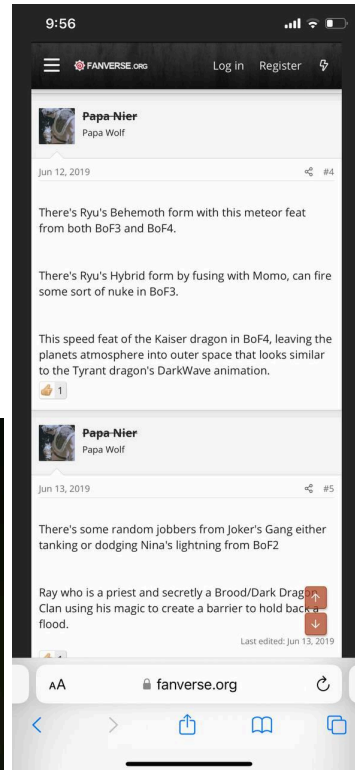 9:56
FANVERSE.ORG
Log in Register
Papa Nier
Papa Wolf
Jun 12, 2019
#4
There's Ryu's Behemoth form with this meteor feat
from both BoF3 and BoF4.
There's Ryu's Hybrid form by fusing with Momo, can fire
some sort of nuke in BoF3.
This speed feat of the Kaiser dragon in BoF4, leaving the
planets atmosphere into outer space that looks similar
to the Tyrant dragon's DarkWave animation.
1
Papa Nier
Papa Wolf
Jun 13, 2019
#5
There's some random jobbers from Joker's Gang either
tanking or dodging Nina's lightning from BoF2
Ray who is a priest and secretly a Brood/Dark Dragon
Clan using his magic to create a barrier to hold back a
flood.
Last edited: Jun 13, 2019
AA
fanverse.org